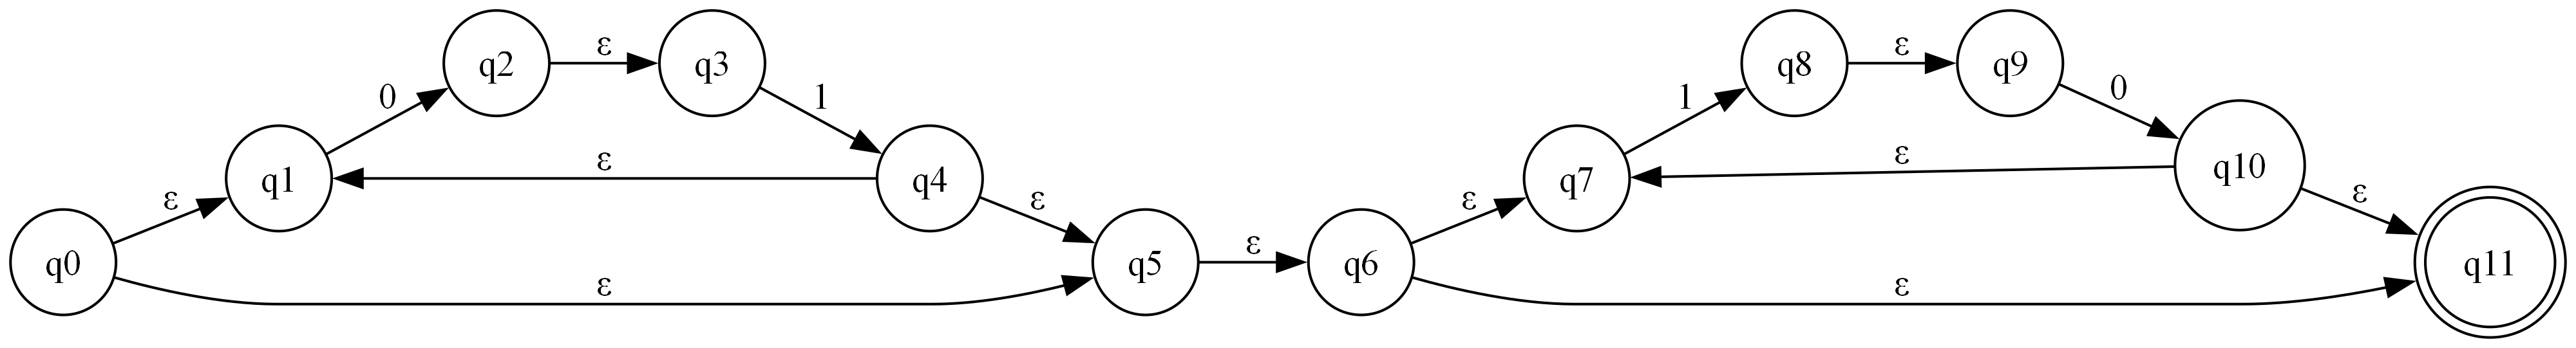 q2 ε q3
0 1
q1 ε q4
ε ε
q0 ε q5 ε q6
q8 ε q9
1 0
q7 ε q10
ε ε
ε q11